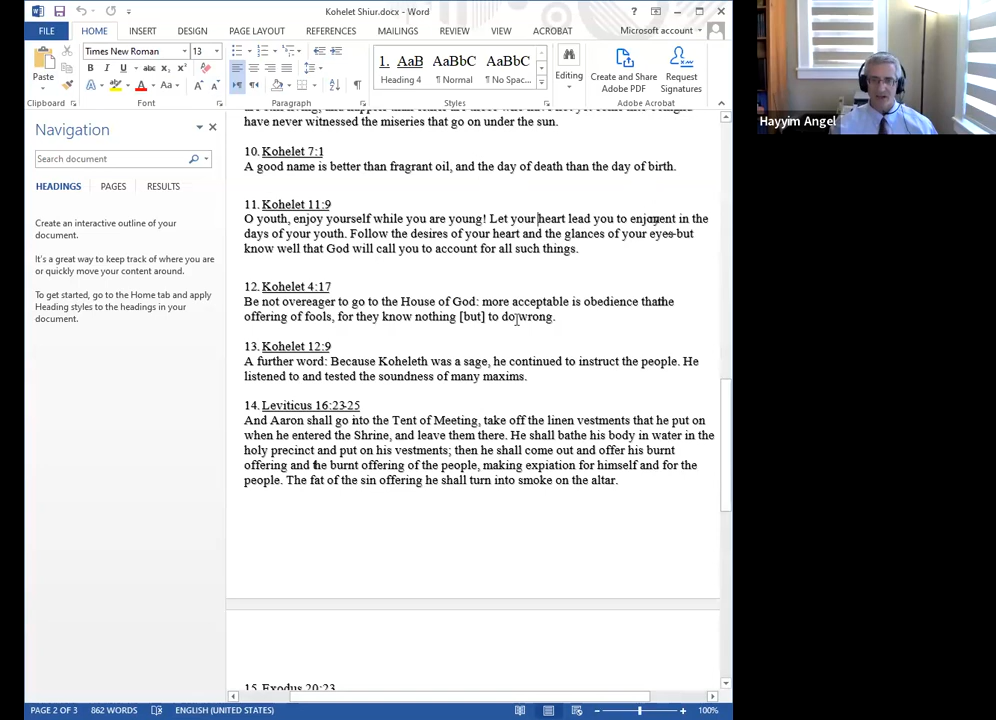 Kohelet Shiur.docx - Word
FILE HOME INSERT DESIGN PAGE LAYOUT REFERENCES MAILINGS REVIEW VIEW ACROBAT Microsoft account
Paste
Clipboard
Times New Roman 13
B I U abc X₂ X²
A A Aa A A
Font
Paragraph
1. AaB AaBbC AaBbC
Heading 4 ¶ Normal ¶ No Spac...
Styles
Editing
Create and Share Adobe PDF
Request Signatures
Adobe Acrobat
Hayyim Angel
Navigation
Search document
HEADINGS PAGES RESULTS
Create an interactive outline of your
document.
It's a great way to keep track of where you are
or quickly move your content around.
To get started, go to the Home tab and apply
Heading styles to the headings in your
document.
have never witnessed the miseries that go on under the sun.
10. Kohelet 7:1
A good name is better than fragrant oil, and the day of death than the day of birth.
11. Kohelet 11:9
O youth, enjoy yourself while you are young! Let your heart lead you to enjoyment in the
days of your youth. Follow the desires of your heart and the glances of your eyes-but
know well that God will call you to account for all such things.
12. Kohelet 4:17
Be not overeager to go to the House of God: more acceptable is obedience than the
offering of fools, for they know nothing [but] to do wrong.
13. Kohelet 12:9
A further word: Because Koheleth was a sage, he continued to instruct the people. He
listened to and tested the soundness of many maxims.
14. Leviticus 16:23-25
And Aaron shall go into the Tent of Meeting, take off the linen vestments that he put on
when he entered the Shrine, and leave them there. He shall bathe his body in water in the
holy precinct and put on his vestments; then he shall come out and offer his burnt
offering and the burnt offering of the people, making expiation for himself and for the
people. The fat of the sin offering he shall turn into smoke on the altar.
15. Exodus 20:23
PAGE 2 OF 3 862 WORDS ENGLISH (UNITED STATES) 100%